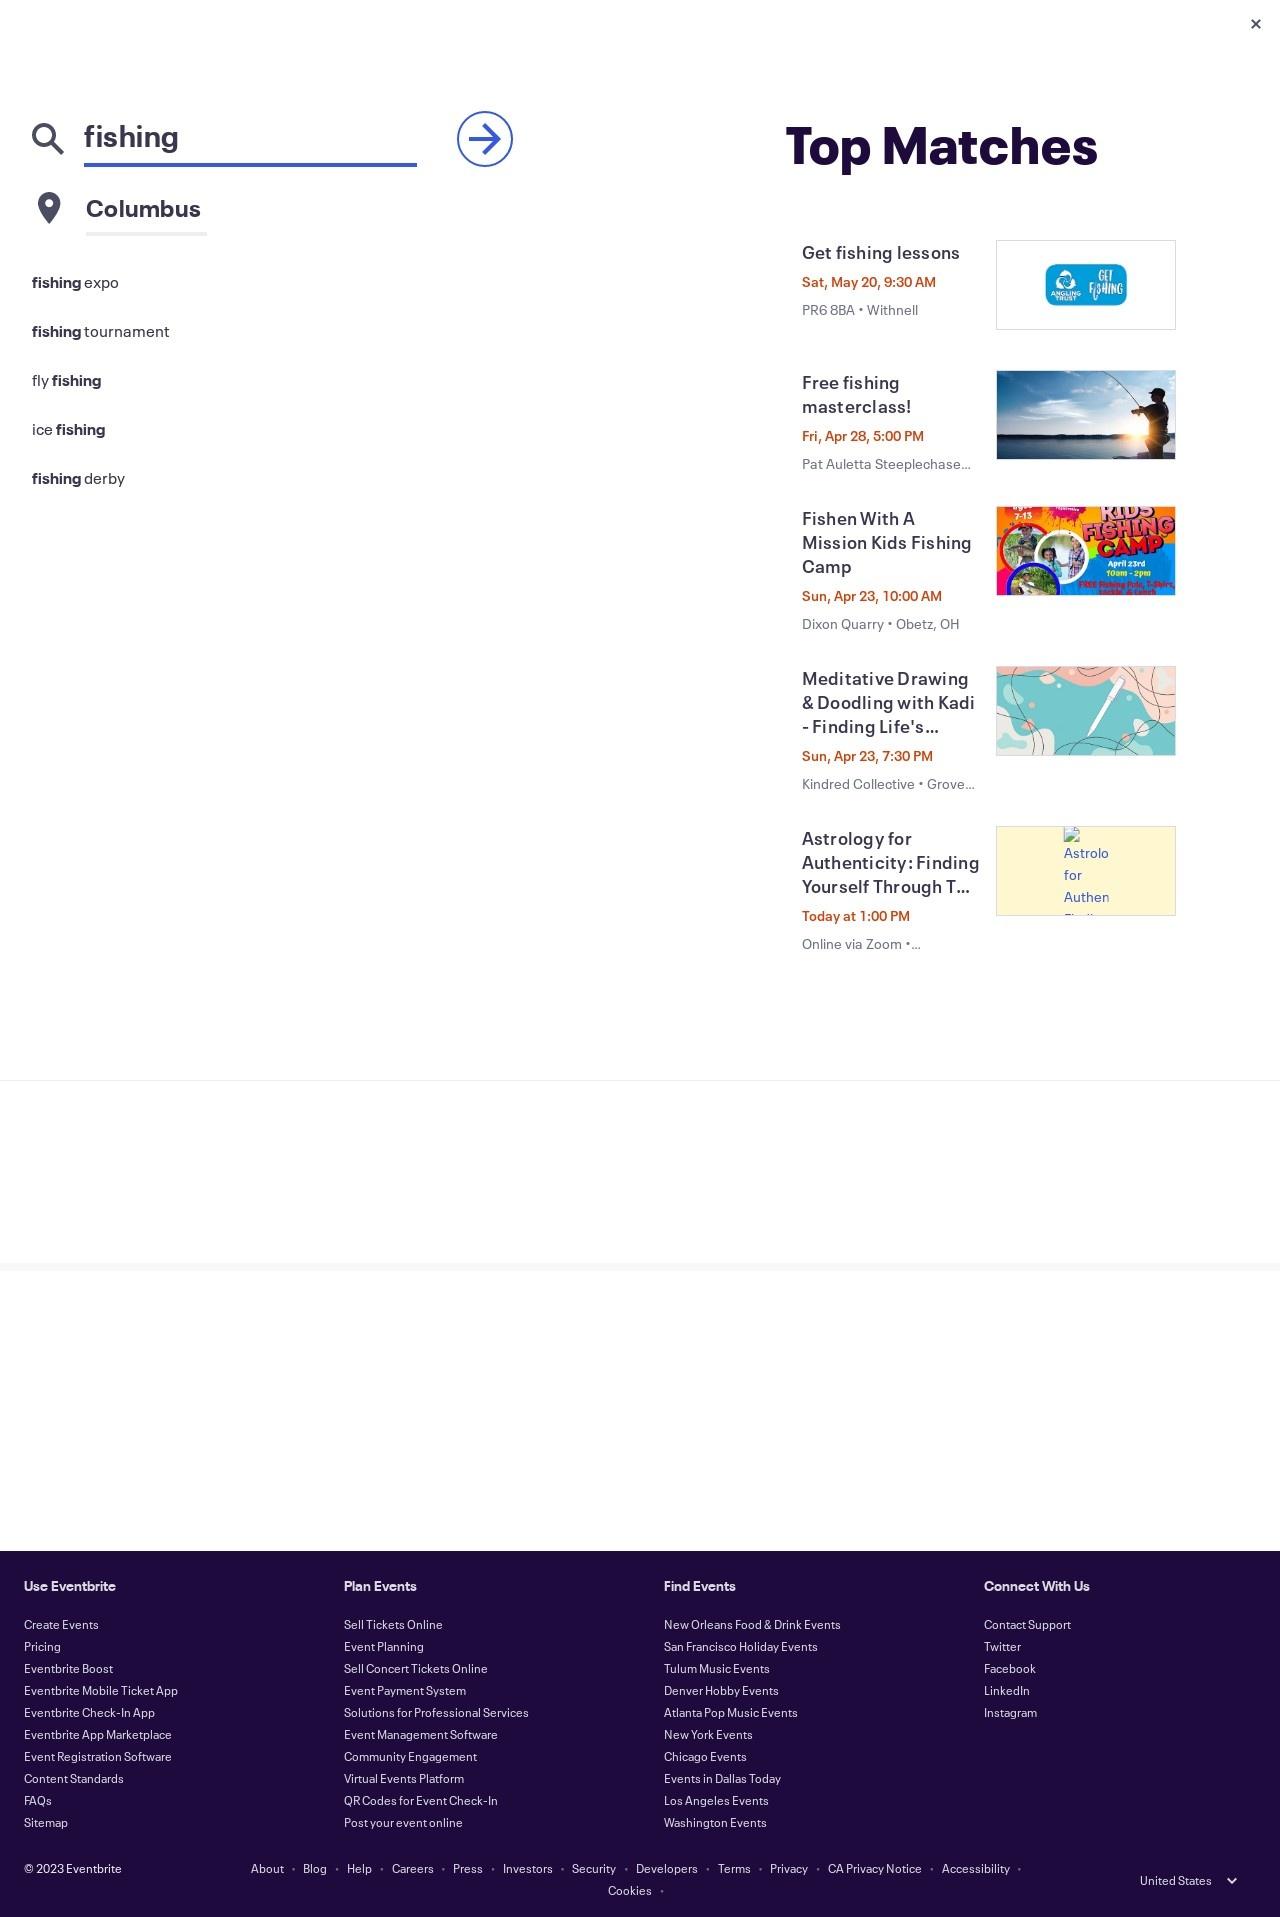 fishing
Columbus
fishing expo
fishing tournament
fly fishing
ice fishing
fishing derby
Top Matches
Get fishing lessons
Sat, May 20, 9:30 AM
PR6 8BA • Withnell
ANGLING
TRUST
GET
FISHING
Free fishing
masterclass!
Fri, Apr 28, 5:00 PM
Pat Auletta Steeplechase...
Fishen With A
Mission Kids Fishing
Camp
Sun, Apr 23, 10:00 AM
Dixon Quarry • Obetz, OH
7-13
KIDS
FISHING
CAMP
April 23rd
10am - 2pm
FREE Fishing Pole, T-Shirt,
Meditative Drawing
& Doodling with Kadi
- Finding Life's...
Sun, Apr 23, 7:30 PM
Kindred Collective • Grove...
Astrology for
Authenticity: Finding
Yourself Through T...
Today at 1:00 PM
Online via Zoom •...
Astrolo
for
Authen
Use Eventbrite
Create Events
Pricing
Eventbrite Boost
Eventbrite Mobile Ticket App
Eventbrite Check-In App
Eventbrite App Marketplace
Event Registration Software
Content Standards
FAQs
Sitemap
Plan Events
Sell Tickets Online
Event Planning
Sell Concert Tickets Online
Event Payment System
Solutions for Professional Services
Event Management Software
Community Engagement
Virtual Events Platform
QR Codes for Event Check-In
Post your event online
Find Events
New Orleans Food & Drink Events
San Francisco Holiday Events
Tulum Music Events
Denver Hobby Events
Atlanta Pop Music Events
New York Events
Chicago Events
Events in Dallas Today
Los Angeles Events
Washington Events
Connect With Us
Contact Support
Twitter
Facebook
LinkedIn
Instagram
© 2023 Eventbrite
About • Blog • Help • Careers • Press • Investors • Security • Developers • Terms • Privacy • CA Privacy Notice • Accessibility •
Cookies •
United States